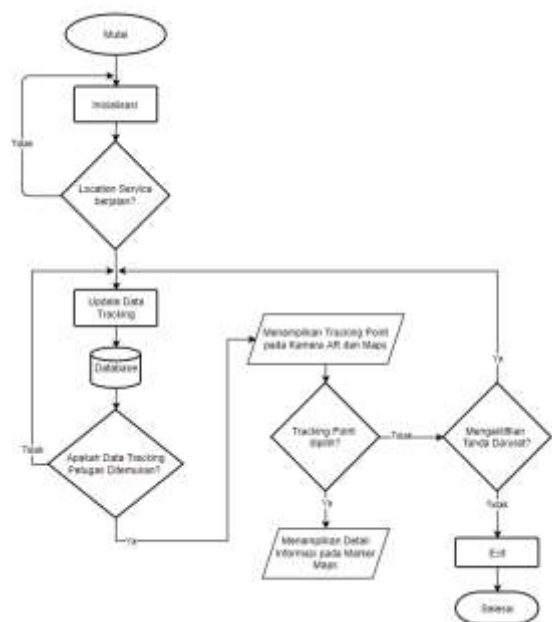 Mulai
Inisialisasi
Tidak
Location Service
berjalan?
Update Data
Tracking
Database
Tidak
Apakah Data Tracking
Petugas Ditemukan?
Ya
Menampilkan Tracking Point
pada Kamera AR dan Maps
Tracking Point
dipilih?
Tidak
Ya
Menampilkan Detail
Informasi pada Marker
Maps
Ya
Mengaktifkan
Tanda Darurat?
Tidak
Exit
Selesai